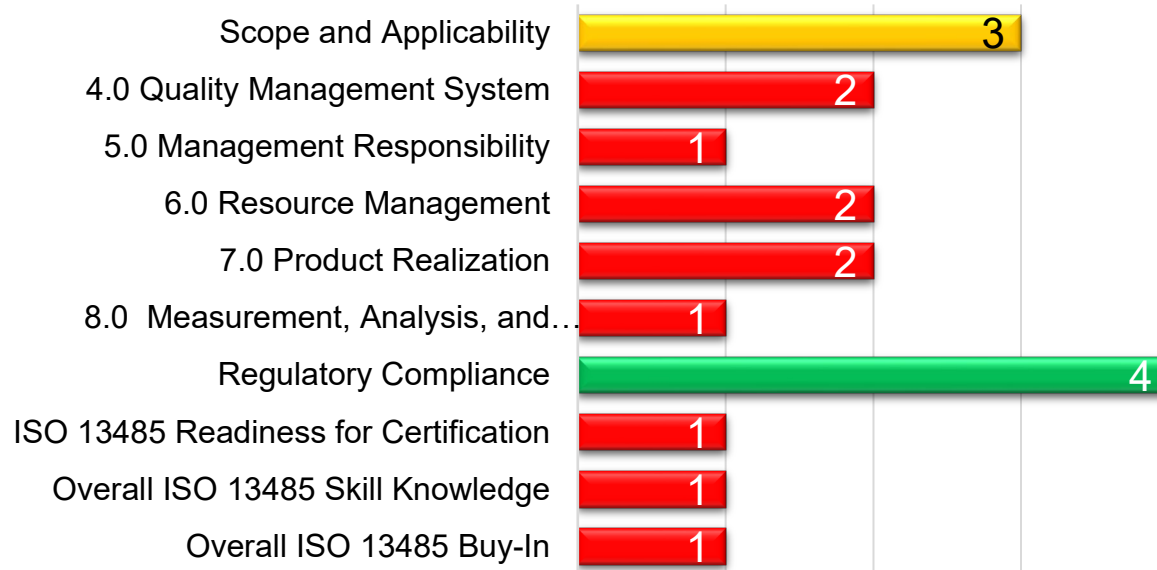 Scope and Applicability 3
4.0 Quality Management System 2
5.0 Management Responsibility 1
6.0 Resource Management 2
7.0 Product Realization 2
8.0  Measurement, Analysis, and… 1
Regulatory Compliance 4
ISO 13485 Readiness for Certification 1
Overall ISO 13485 Skill Knowledge 1
Overall ISO 13485 Buy-In 1